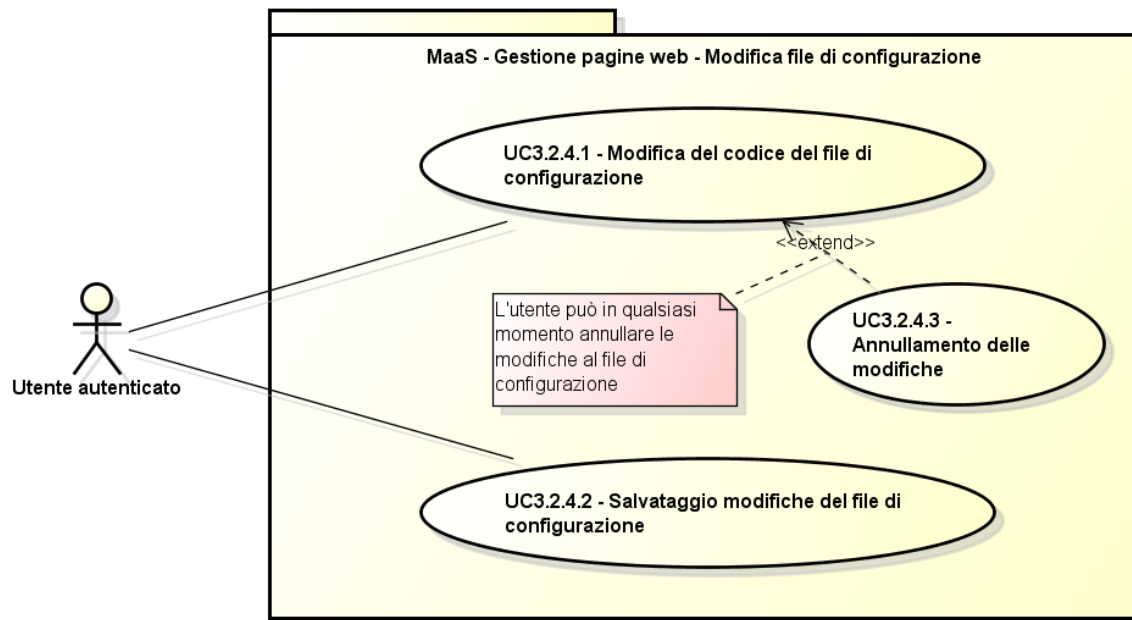 MaaS - Gestione pagine web - Modifica file di configurazione
UC3.2.4.1 - Modifica del codice del file di
configurazione
<<extend>>
L'utente può in qualsiasi
momento annullare le
modifiche al file di
configurazione
UC3.2.4.3 -
Annullamento delle
modifiche
Utente autenticato
UC3.2.4.2 - Salvataggio modifiche del file di
configurazione